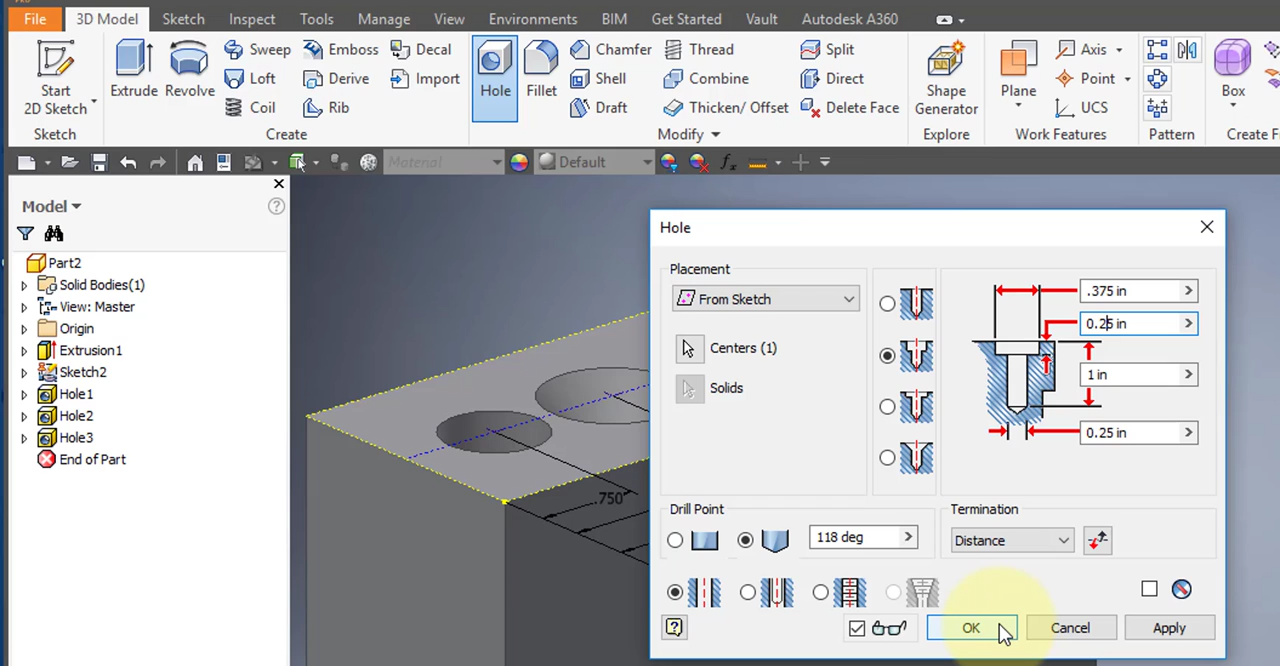 File 3D Model Sketch Inspect Tools Manage View Environments BIM Get Started Vault Autodesk A360
Start
2D Sketch
Extrude
Revolve
Sweep
Loft
Coil
Emboss
Derive
Rib
Decal
Import
Hole
Fillet
Chamfer
Shell
Draft
Thread
Combine
Thicken/ Offset
Split
Direct
Delete Face
Shape
Generator
Plane
Axis
Point
UCS
Box
Sketch Create Modify Explore Work Features Pattern
Material Default fx
Model
Part2
Solid Bodies(1)
View: Master
Origin
Extrusion1
Sketch2
Hole1
Hole2
Hole3
End of Part
.750
Hole
Placement
From Sketch
Centers (1)
Solids
.375 in
0.25 in
1 in
0.25 in
Drill Point
118 deg
Termination
Distance
OK Cancel Apply